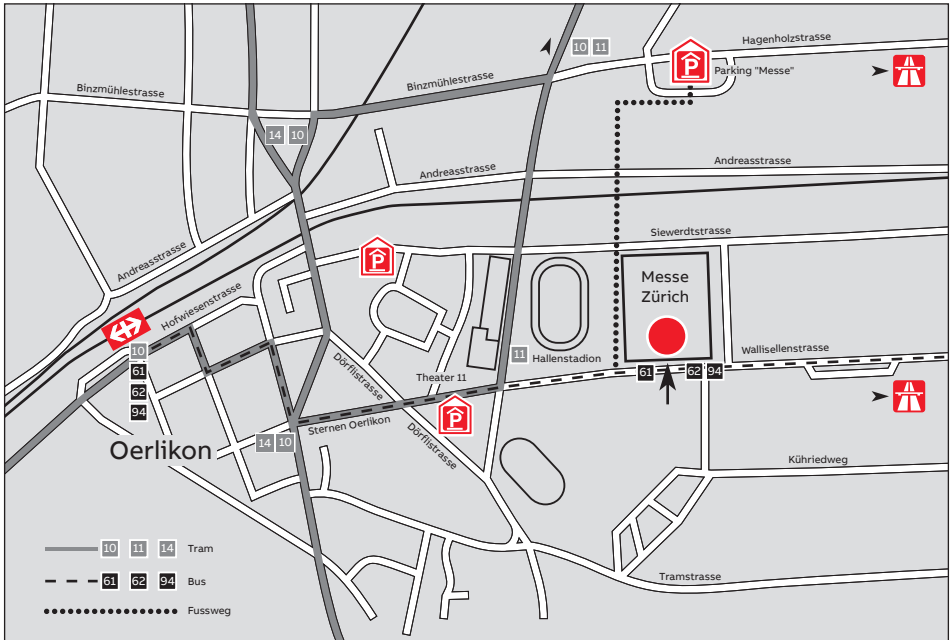 10 11
Hagenholzstrasse
P
Parking "Messe"
Binzmühlestrasse
Binzmühlestrasse
14 10
Andreasstrasse
Andreasstrasse
Andreasstrasse
Siewerdtstrasse
P
Messe
Zürich
Hofwiesenstrasse
10
61
62
94
11
Hallenstadion
Wallisellenstrasse
61 62 94
Theater 11
Dörflistrasse
P
Sternen Oerlikon
Dörflistrasse
14 10
Oerlikon
Kühriedweg
Tramstrasse
10 11 14 Tram
61 62 94 Bus
Fussweg